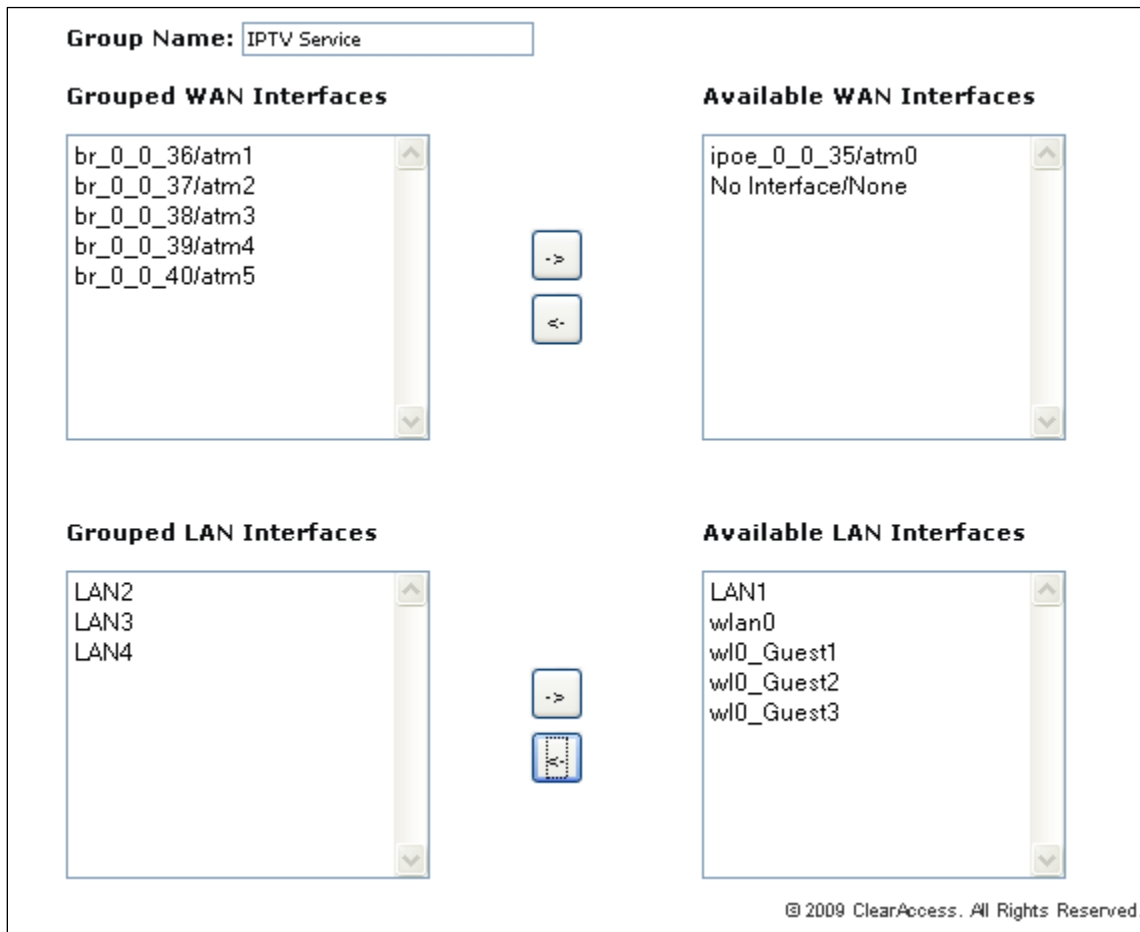 Group Name: IPTV Service
Grouped WAN Interfaces
br_0_0_36/atm1
br_0_0_37/atm2
br_0_0_38/atm3
br_0_0_39/atm4
br_0_0_40/atm5
->
<-
Available WAN Interfaces
ipoe_0_0_35/atm0
No Interface/None
Grouped LAN Interfaces
LAN2
LAN3
LAN4
->
<-
Available LAN Interfaces
LAN1
wlan0
wl0_Guest1
wl0_Guest2
wl0_Guest3
© 2009 ClearAccess. All Rights Reserved.